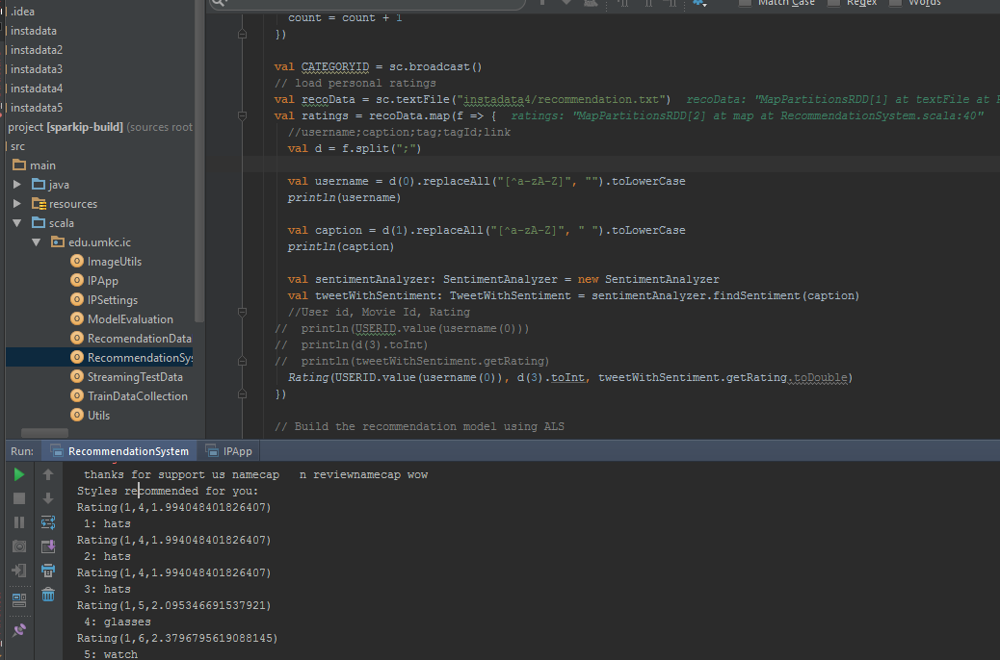 .idea
instadata
instadata2
instadata3
instadata4
instadata5
project [sparkip-build] (sources root
src
main
java
resources
scala
edu.umkc.ic
ImageUtils
IPApp
IPSettings
ModelEvaluation
RecomendationData
RecommendationSys
StreamingTestData
TrainDataCollection
Utils
Match Case
Regex
Words
count = count + 1
})
val CATEGORYID = sc.broadcast()
// load personal ratings
val recoData = sc.textFile("instadata4/recommendation.txt") recoData: "MapPartitionsRDD[1] at textFile at
val ratings = recoData.map(f => { ratings: "MapPartitionsRDD[2] at map at RecommendationSystem.scala:40"
//username;caption;tag;tagId;link
val d = f.split(";")
val username = d(0).replaceAll("[^a-zA-Z]", "").toLowerCase
println(username)
val caption = d(1).replaceAll("[^a-zA-Z]", " ").toLowerCase
println(caption)
val sentimentAnalyzer: SentimentAnalyzer = new SentimentAnalyzer
val tweetWithSentiment: TweetWithSentiment = sentimentAnalyzer.findSentiment(caption)
//User id, Movie Id, Rating
// println(USERID.value(username(0)))
// println(d(3).toInt)
// println(tweetWithSentiment.getRating)
Rating(USERID.value(username(0)), d(3).toInt, tweetWithSentiment.getRating.toDouble)
})
// Build the recommendation model using ALS
Run: RecommendationSystem IPApp
thanks for support us namecap n reviewnamecap wow
Styles recommended for you:
Rating(1,4,1.994048401826407)
1: hats
Rating(1,4,1.994048401826407)
2: hats
Rating(1,4,1.994048401826407)
3: hats
Rating(1,5,2.095346691537921)
4: glasses
Rating(1,6,2.3796795619088145)
5: watch